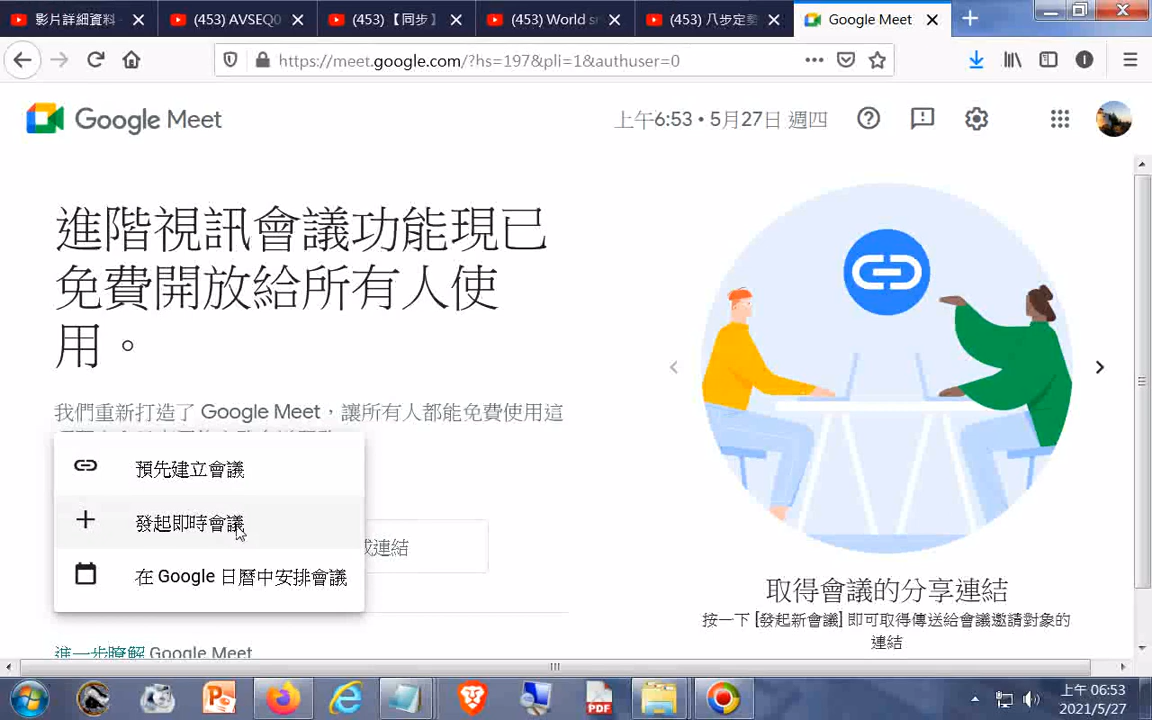 影片詳細資料
(453) AVSEQ0
(453) 【同步】
(453) World s
(453) 八步定
Google Meet
https://meet.google.com/?hs=197&pli=1&authuser=0
Google Meet
上午6:53 • 5月27日 週四
進階視訊會議功能現已
免費開放給所有人使
用。
我們重新打造了 Google Meet，讓所有人都能免費使用這
預先建立會議
發起即時會議
或連結
在 Google 日曆中安排會議
進一步瞭解 Google Meet
取得會議的分享連結
按一下 [發起新會議] 即可取得傳送給會議邀請對象的
連結
PDF
上午 06:53
2021/5/27